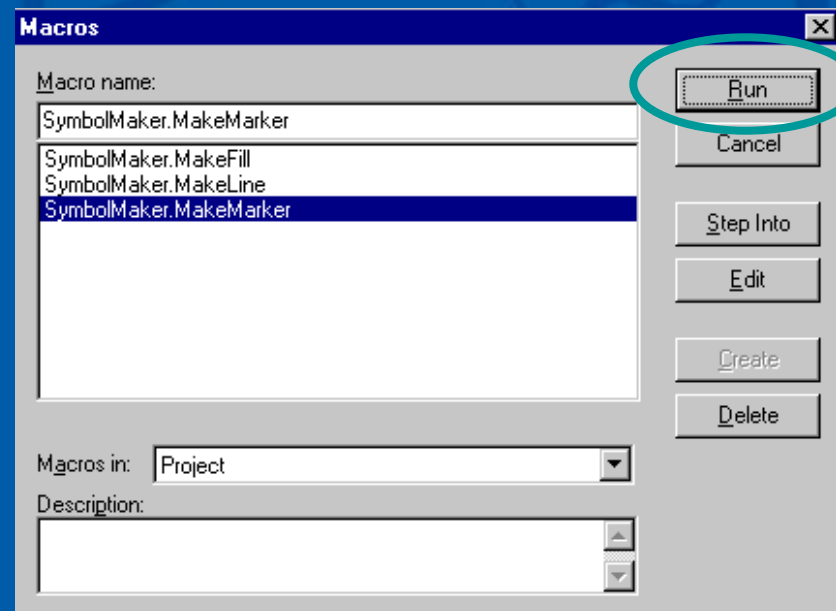 Macros
Macro name:
Run
SymbolMaker.MakeMarker
Cancel
SymbolMaker.MakeFill
SymbolMaker.MakeLine
SymbolMaker.MakeMarker
Step Into
Edit
Create
Delete
Macros in: Project
Description: